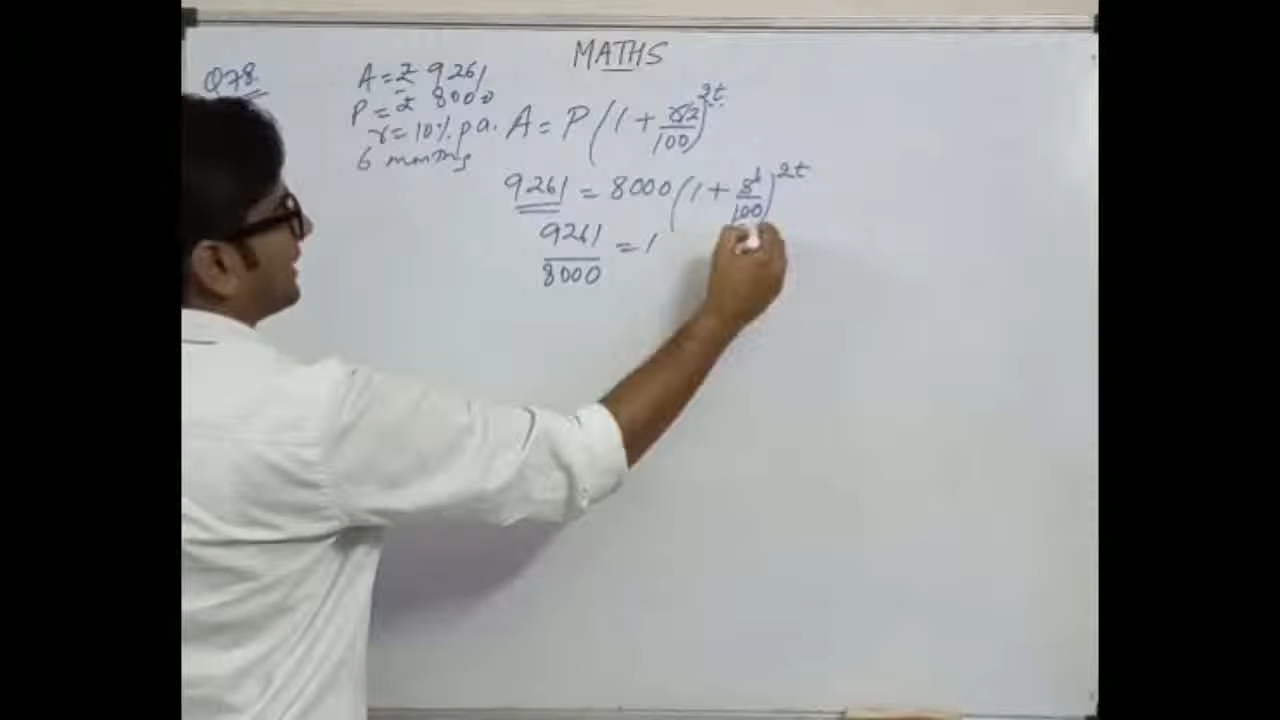 MATHS
Q78.
A = ₹ 9261
P = ₹ 8000
r = 10% p.a.
6 months
A = P(1 + r/2/100)^2t
9261 = 8000(1 + 5/100)^2t
9261/8000 = 1